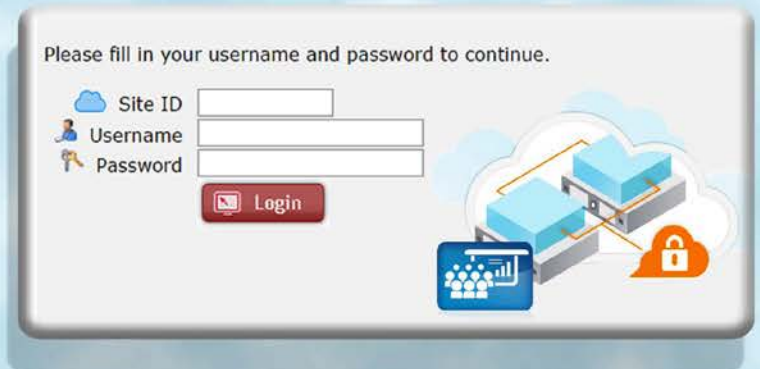 Please fill in your username and password to continue.
Site ID
Username
Password
Login